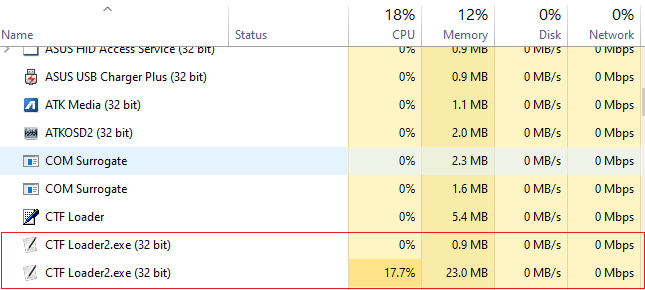 18% 12% 0% 0%
Name Status CPU Memory Disk Network
ASUS HID Access Service (32 bit) 0% 0.9 MB 0 MB/s 0 Mbps
ASUS USB Charger Plus (32 bit) 0% 0.9 MB 0 MB/s 0 Mbps
ATK Media (32 bit) 0% 1.1 MB 0 MB/s 0 Mbps
ATKOSD2 (32 bit) 0% 2.0 MB 0 MB/s 0 Mbps
COM Surrogate 0% 2.3 MB 0 MB/s 0 Mbps
COM Surrogate 0% 1.6 MB 0 MB/s 0 Mbps
CTF Loader 0% 5.4 MB 0 MB/s 0 Mbps
CTF Loader2.exe (32 bit) 0% 0.9 MB 0 MB/s 0 Mbps
CTF Loader2.exe (32 bit) 17.7% 23.0 MB 0 MB/s 0 Mbps